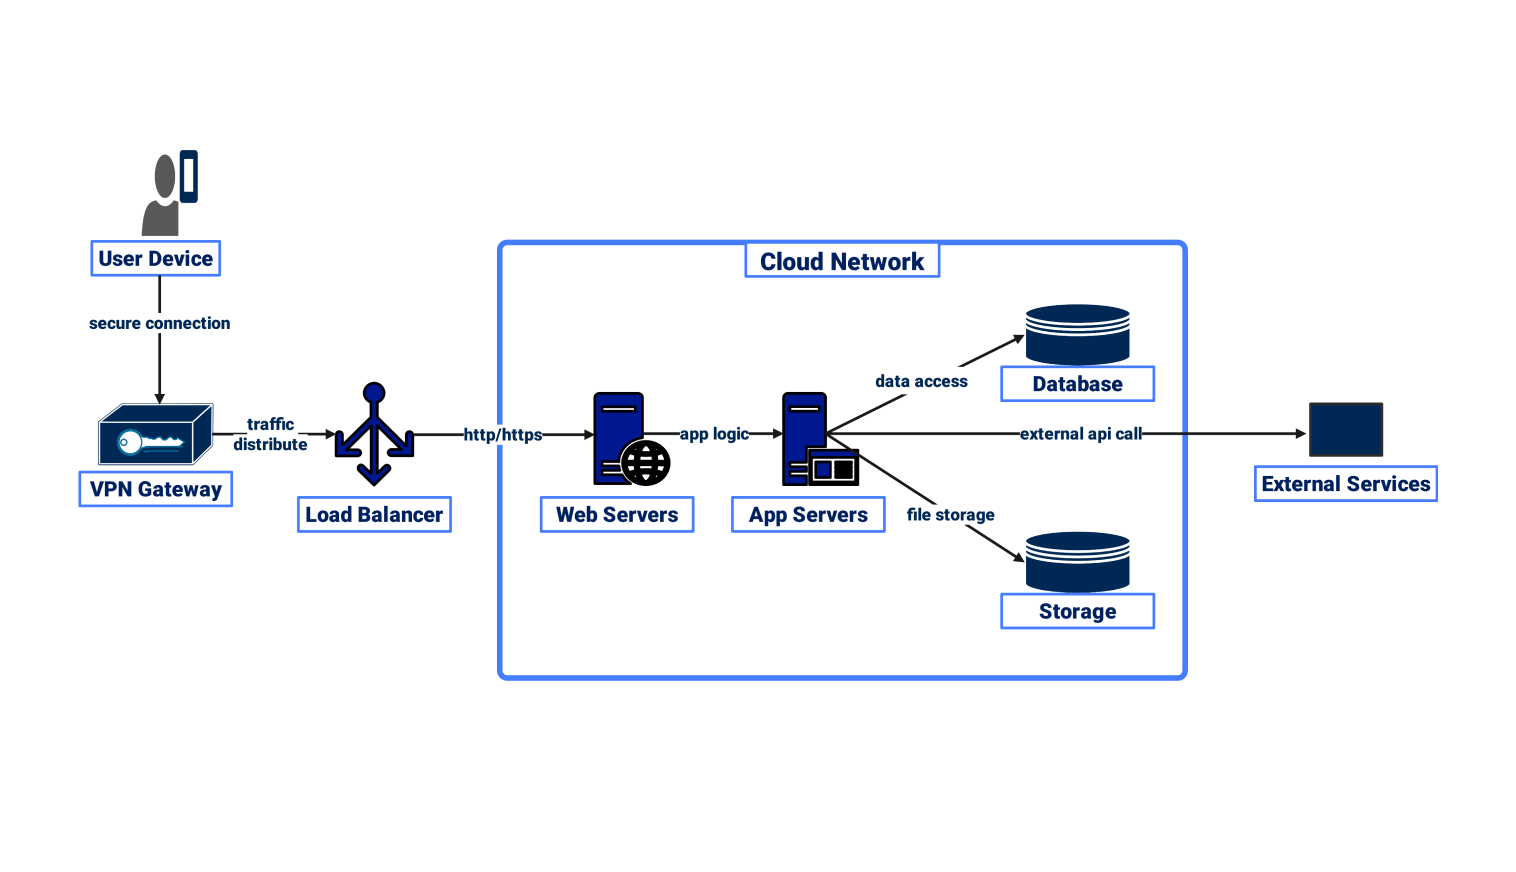 User Device
secure connection
VPN Gateway
traffic
distribute
Load Balancer
http/https
Cloud Network
Web Servers
app logic
App Servers
data access
Database
external api call
file storage
Storage
External Services